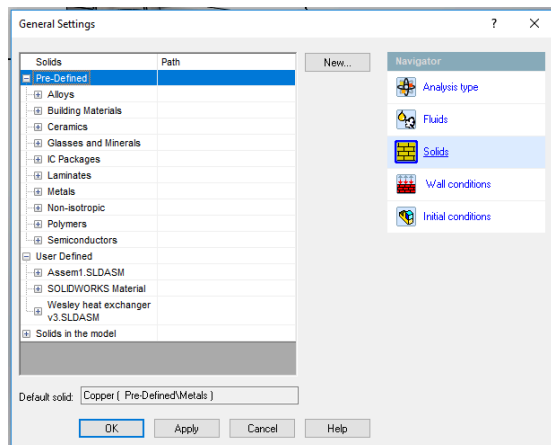 General Settings
?
Solids Path
Pre-Defined
Alloys
Building Materials
Ceramics
Glasses and Minerals
IC Packages
Laminates
Metals
Non-isotropic
Polymers
Semiconductors
User Defined
Assem1.SLDASM
SOLIDWORKS Material
Wesley heat exchanger
v3.SLDASM
Solids in the model
Default solid: Copper ( Pre-Defined\Metals )
OK Apply Cancel Help
New...
Navigator
Analysis type
Fluids
Solids
Wall conditions
Initial conditions